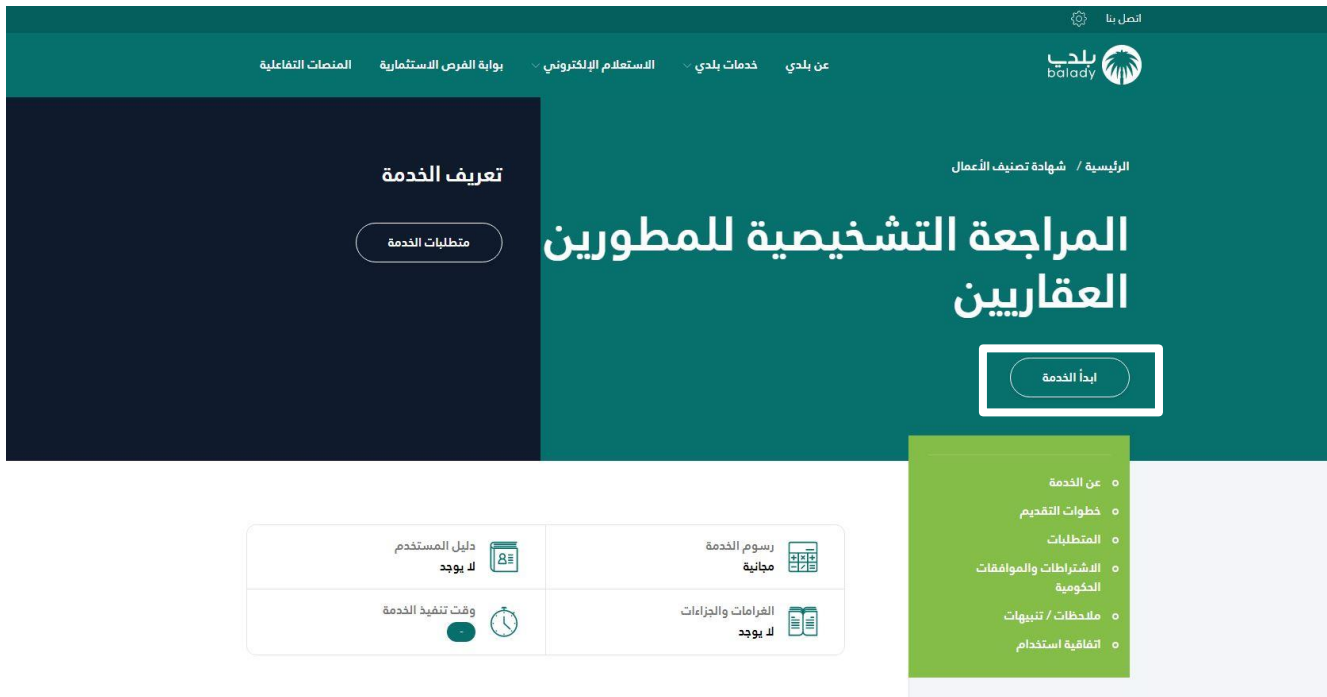 اتصل بنا
بلدي
balady
عن بلدي
خدمات بلدي
الاستعلام الإلكتروني
بوابة الفرص الاستثمارية
المنصات التفاعلية
الرئيسية / شهادة تصنيف الأعمال
المراجعة التشخيصية للمطورين
العقاريين
ابدأ الخدمة
تعريف الخدمة
متطلبات الخدمة
عن الخدمة
خطوات التقديم
المتطلبات
الاشتراطات والموافقات
الحكومية
ملاحظات / تنبيهات
اتفاقية استخدام
رسوم الخدمة
مجانية
دليل المستخدم
لا يوجد
الغرامات والجزاءات
لا يوجد
وقت تنفيذ الخدمة
-